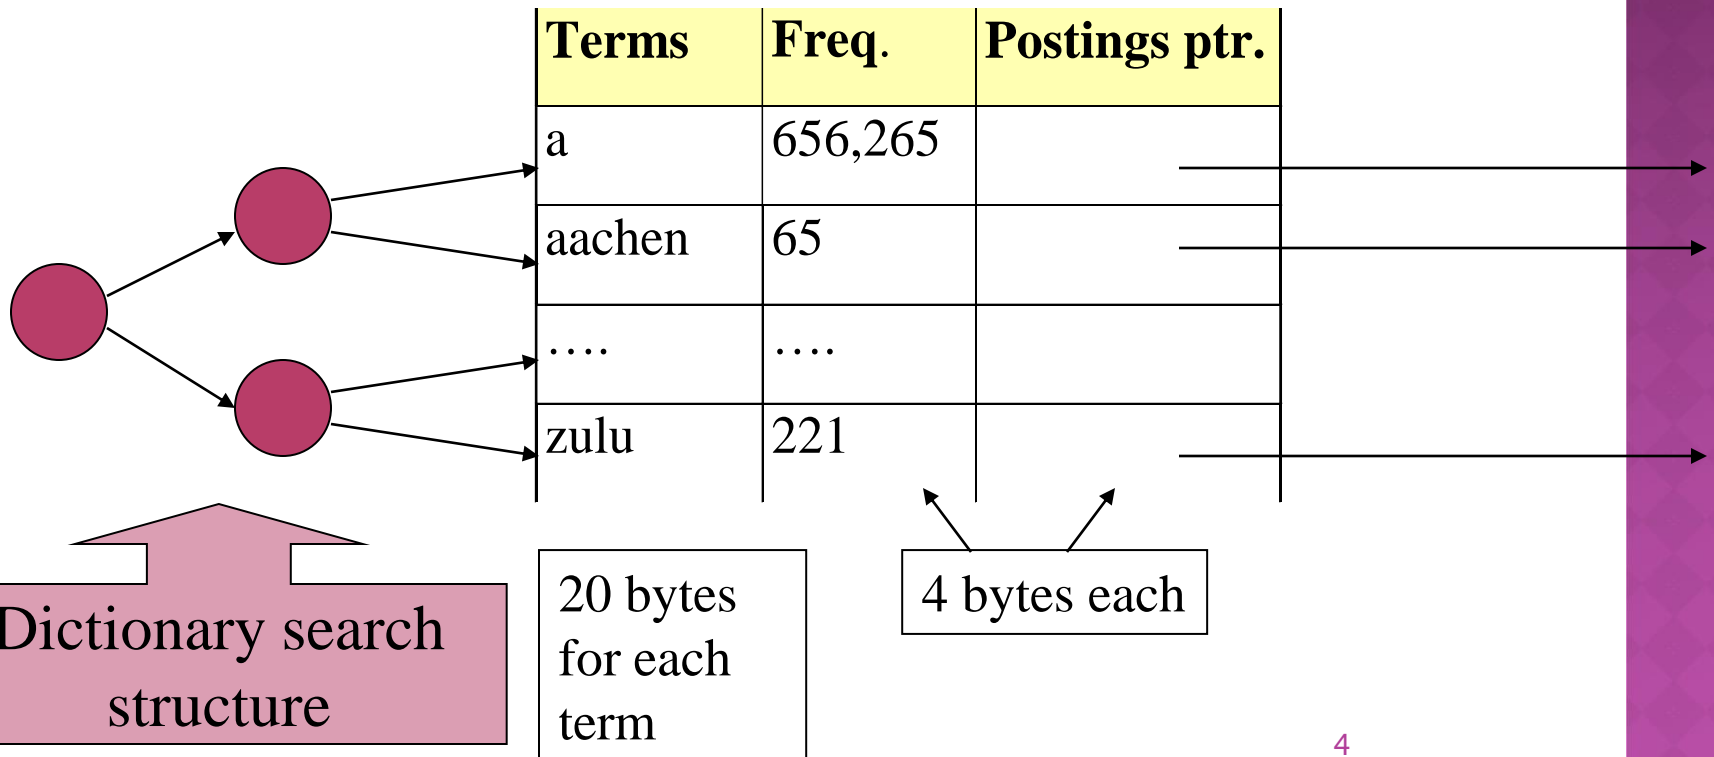 Terms Freq. Postings ptr.
a 656,265
aachen 65
.... ....
zulu 221
Dictionary search
structure
20 bytes
for each
term
4 bytes each
4